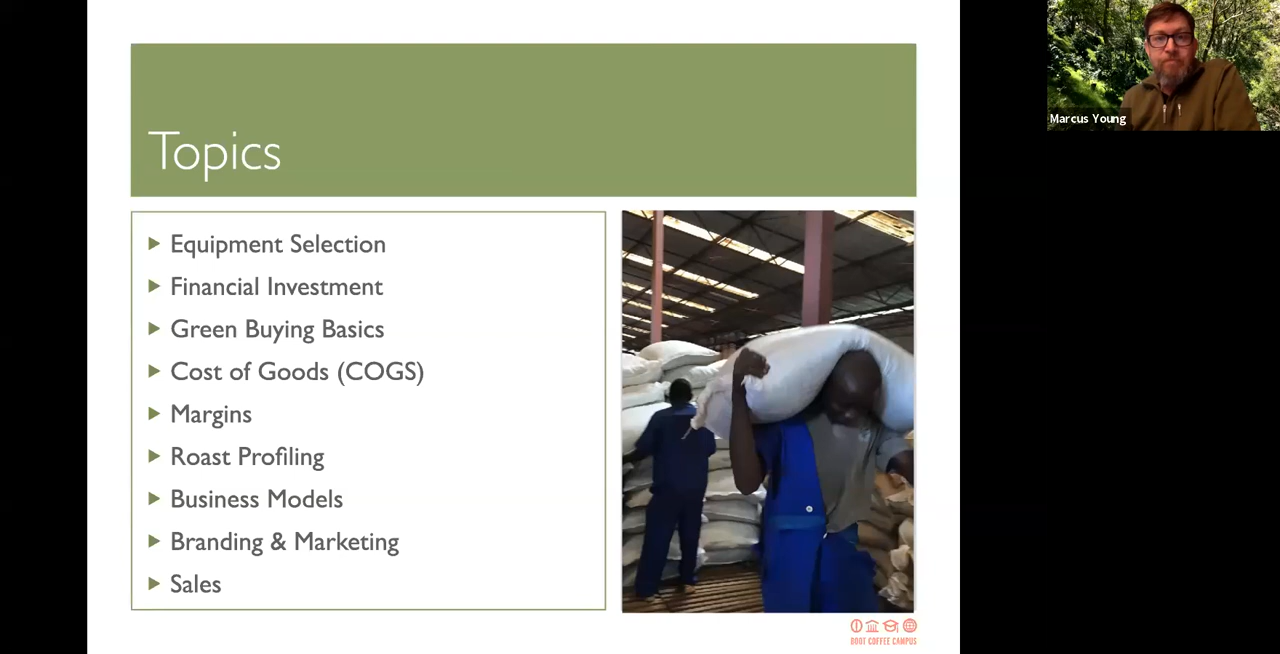 Topics
Equipment Selection
Financial Investment
Green Buying Basics
Cost of Goods (COGS)
Margins
Roast Profiling
Business Models
Branding & Marketing
Sales
BOOT COFFEE CAMPUS
Marcus Young